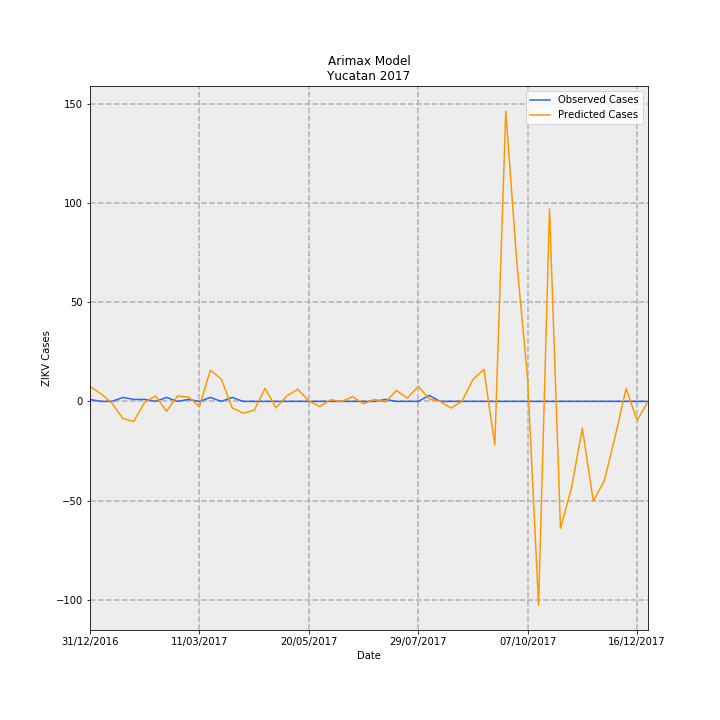 Arimax Model
Yucatan 2017
Observed Cases
Predicted Cases
150
100
50
0
−50
−100
ZIKV Cases
31/12/2016
11/03/2017
20/05/2017
29/07/2017
07/10/2017
16/12/2017
Date